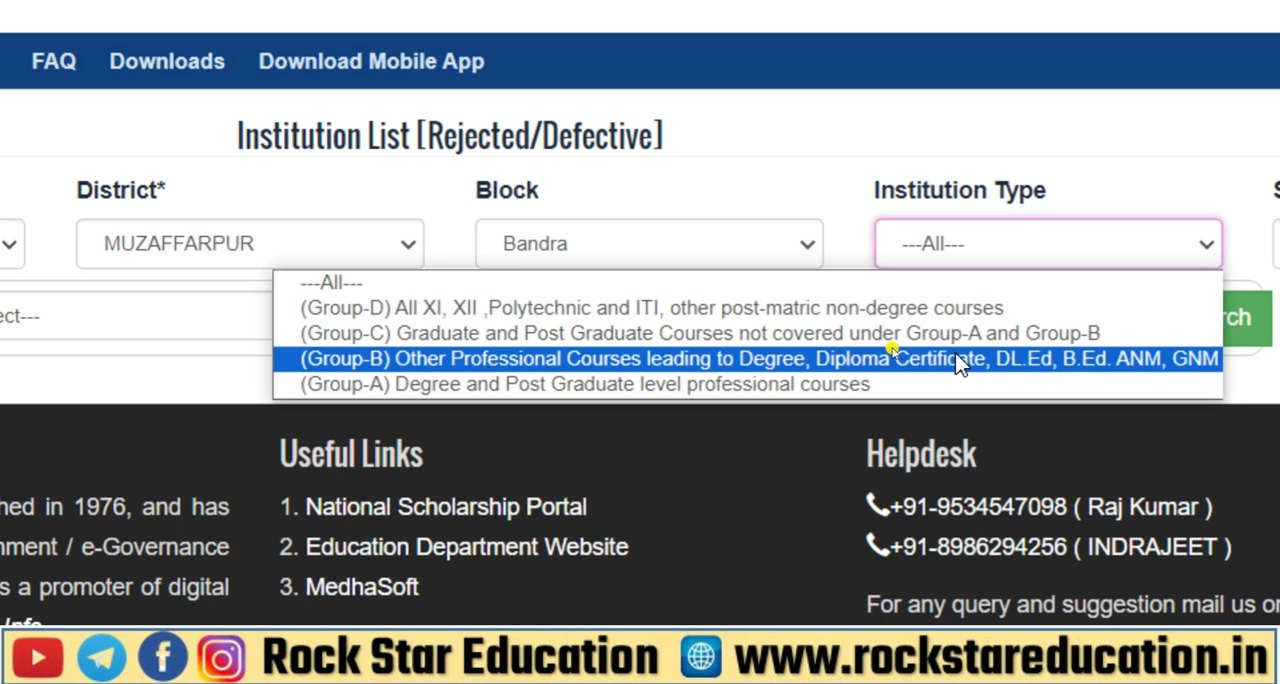 FAQ Downloads Download Mobile App
Institution List [Rejected/Defective]
District* Block Institution Type S
MUZAFFARPUR Bandra ---All---
---All---
(Group-D) All XI, XII ,Polytechnic and ITI, other post-matric non-degree courses
ect--- rch
(Group-C) Graduate and Post Graduate Courses not covered under Group-A and Group-B
(Group-B) Other Professional Courses leading to Degree, Diploma Certificate, DL.Ed, B.Ed. ANM, GNM
(Group-A) Degree and Post Graduate level professional courses
Useful Links Helpdesk
hed in 1976, and has 1. National Scholarship Portal +91-9534547098 ( Raj Kumar )
nment / e-Governance 2. Education Department Website +91-8986294256 ( INDRAJEET )
s a promoter of digital 3. MedhaSoft
For any query and suggestion mail us on
Rock Star Education www.rockstareducation.in